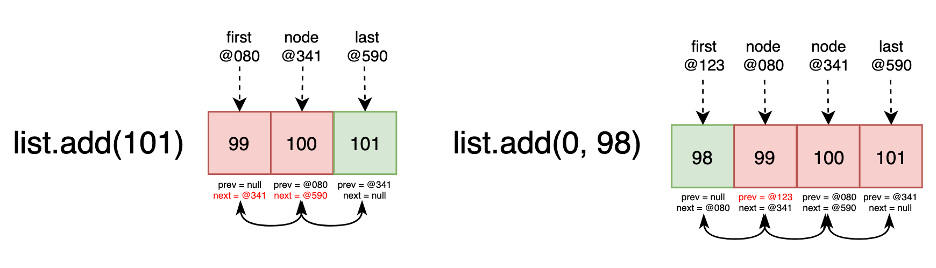 first node last
@080 @341 @590
list.add(101) 99 100 101
prev = null prev = @080 prev = @341
next = @341 next = @590 next = null
first node node last
@123 @080 @341 @590
list.add(0, 98) 98 99 100 101
prev = null prev = @123 prev = @080 prev = @341
next = @080 next = @341 next = @590 next = null